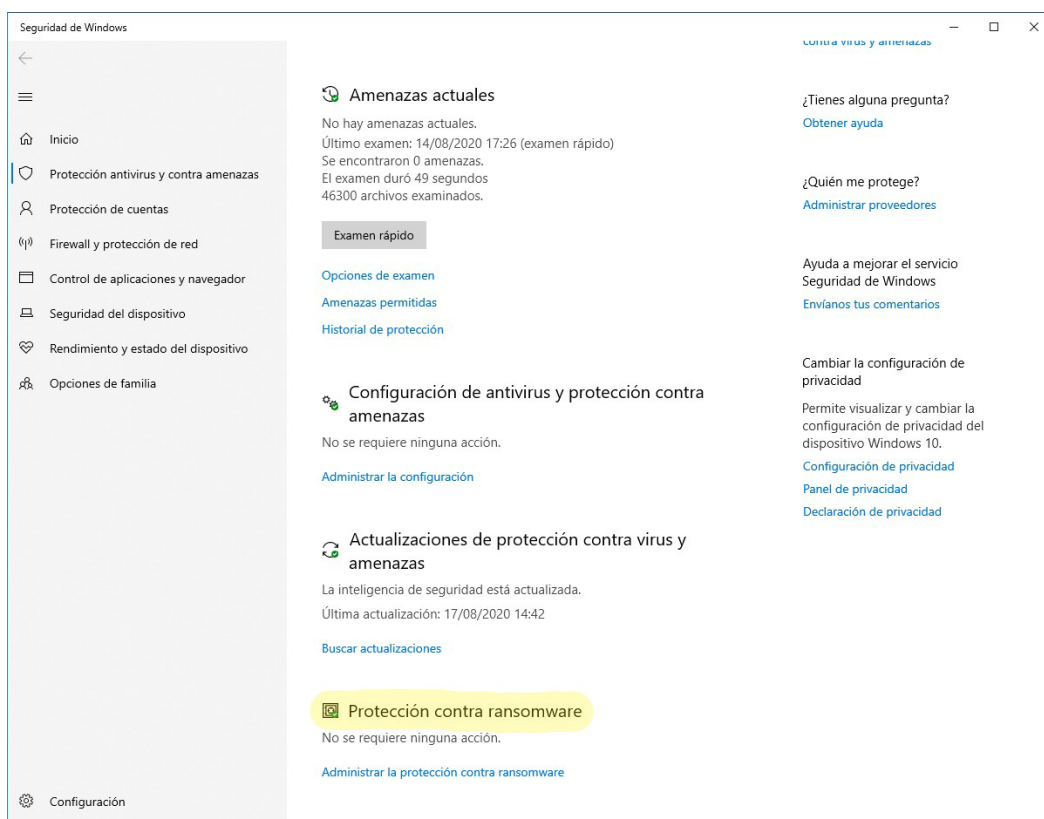 Seguridad de Windows
Inicio
Protección antivirus y contra amenazas
Protección de cuentas
Firewall y protección de red
Control de aplicaciones y navegador
Seguridad del dispositivo
Rendimiento y estado del dispositivo
Opciones de familia
Configuración
Amenazas actuales
No hay amenazas actuales.
Último examen: 14/08/2020 17:26 (examen rápido)
Se encontraron 0 amenazas.
El examen duró 49 segundos
46300 archivos examinados.
Examen rápido
Opciones de examen
Amenazas permitidas
Historial de protección
Configuración de antivirus y protección contra
amenazas
No se requiere ninguna acción.
Administrar la configuración
Actualizaciones de protección contra virus y
amenazas
La inteligencia de seguridad está actualizada.
Última actualización: 17/08/2020 14:42
Buscar actualizaciones
Protección contra ransomware
No se requiere ninguna acción.
Administrar la protección contra ransomware
contra virus y amenazas
¿Tienes alguna pregunta?
Obtener ayuda
¿Quién me protege?
Administrar proveedores
Ayuda a mejorar el servicio
Seguridad de Windows
Envíanos tus comentarios
Cambiar la configuración de
privacidad
Permite visualizar y cambiar la
configuración de privacidad del
dispositivo Windows 10.
Configuración de privacidad
Panel de privacidad
Declaración de privacidad